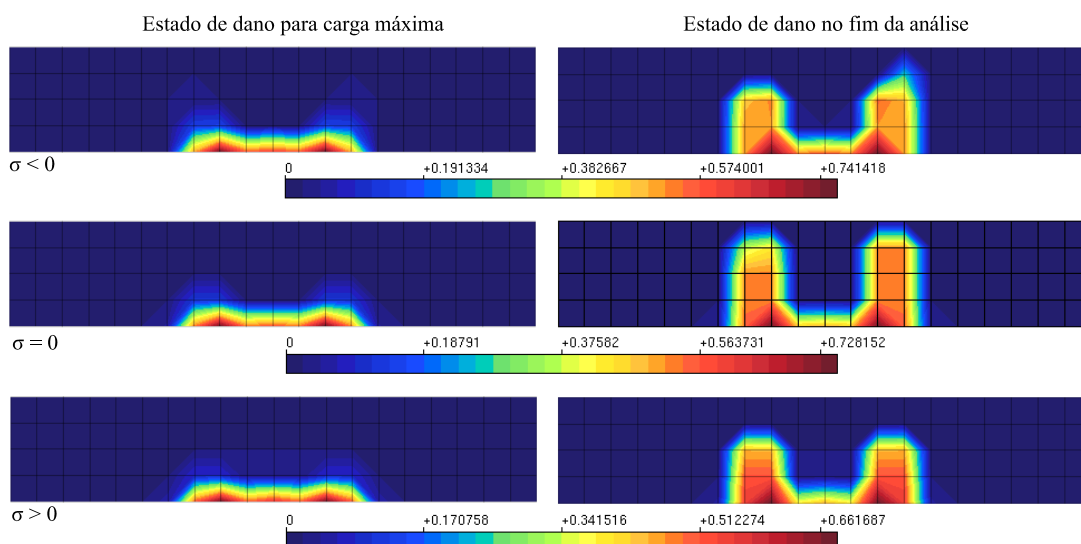 Estado de dano para carga máxima
Estado de dano no fim da análise
σ < 0
0 +0.191334 +0.382667 +0.574001 +0.741418
σ = 0
0 +0.18791 +0.37582 +0.563731 +0.728152
σ > 0
0 +0.170758 +0.341516 +0.512274 +0.661687